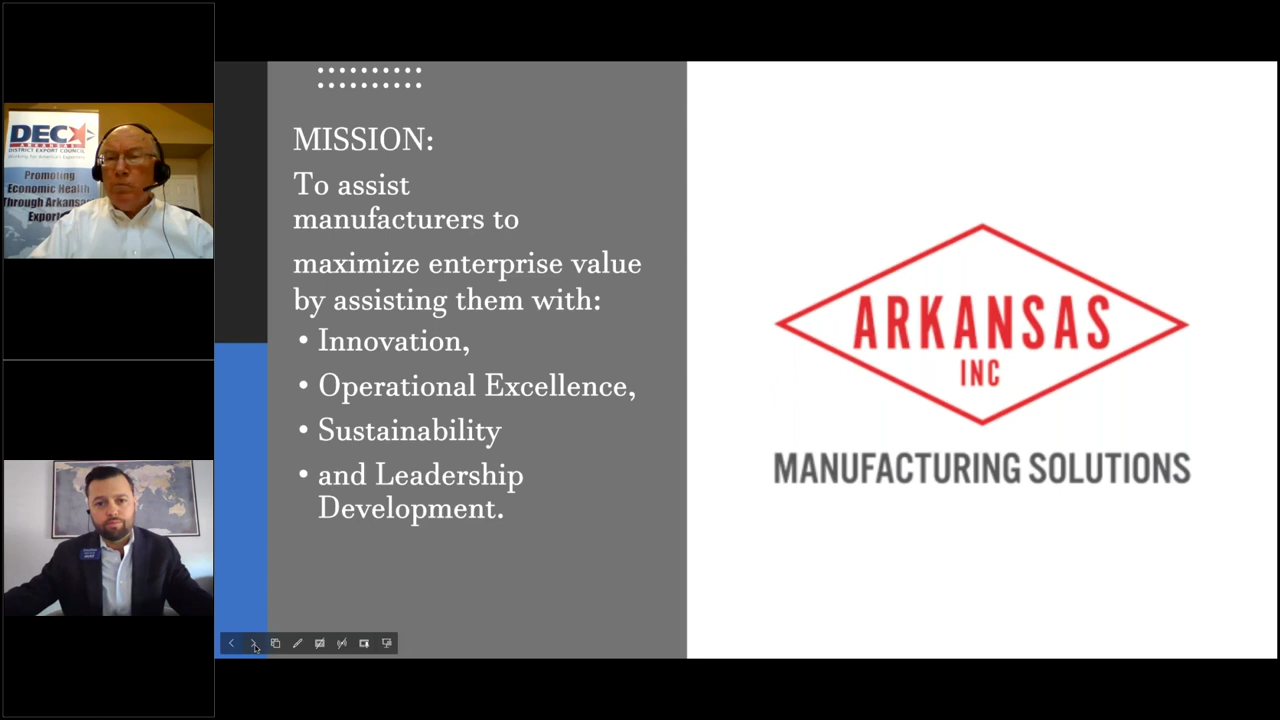 DEC
ARKANSAS
DISTRICT EXPORT COUNCIL
Promoting
Economic Health
Through Arkansas
Export
MISSION:
To assist
manufacturers to
maximize enterprise value
by assisting them with:
• Innovation,
• Operational Excellence,
• Sustainability
• and Leadership
Development.
ARKANSAS
INC
MANUFACTURING SOLUTIONS